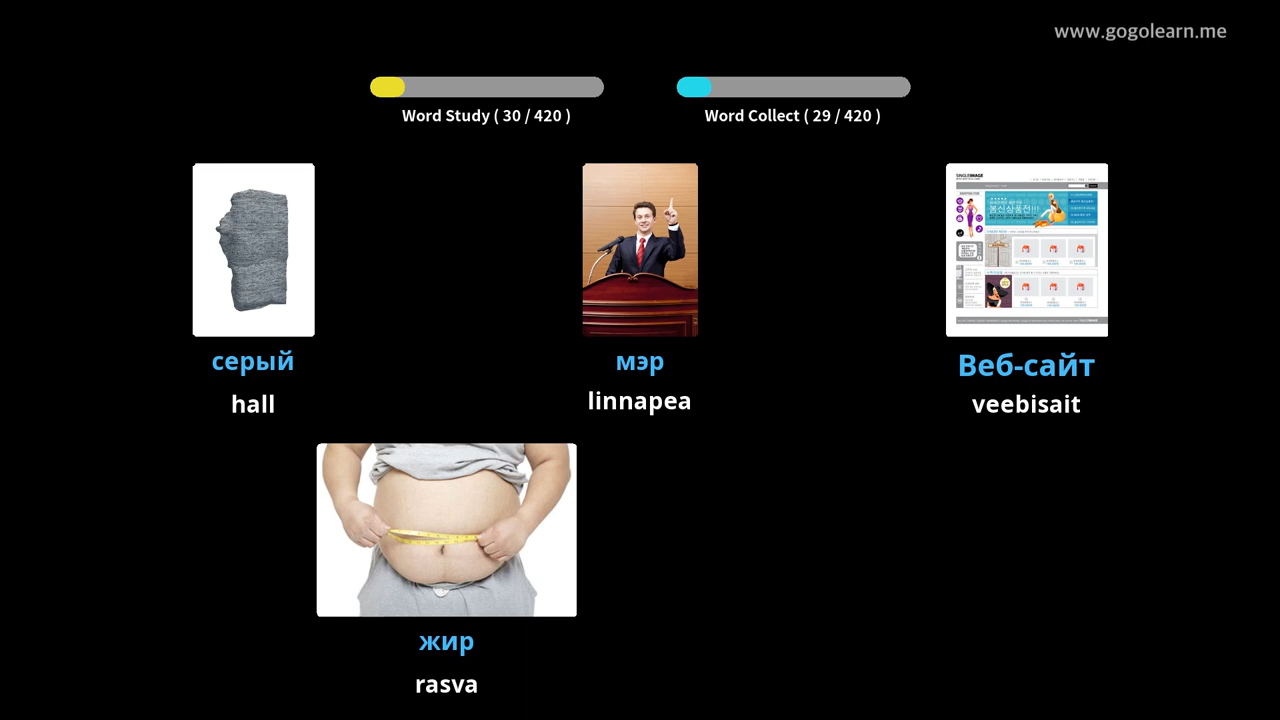 www.gogolearn.me
Word Study ( 30 / 420 )
Word Collect ( 29 / 420 )
серый
hall
мэр
linnapea
Веб-сайт
veebisait
жир
rasva